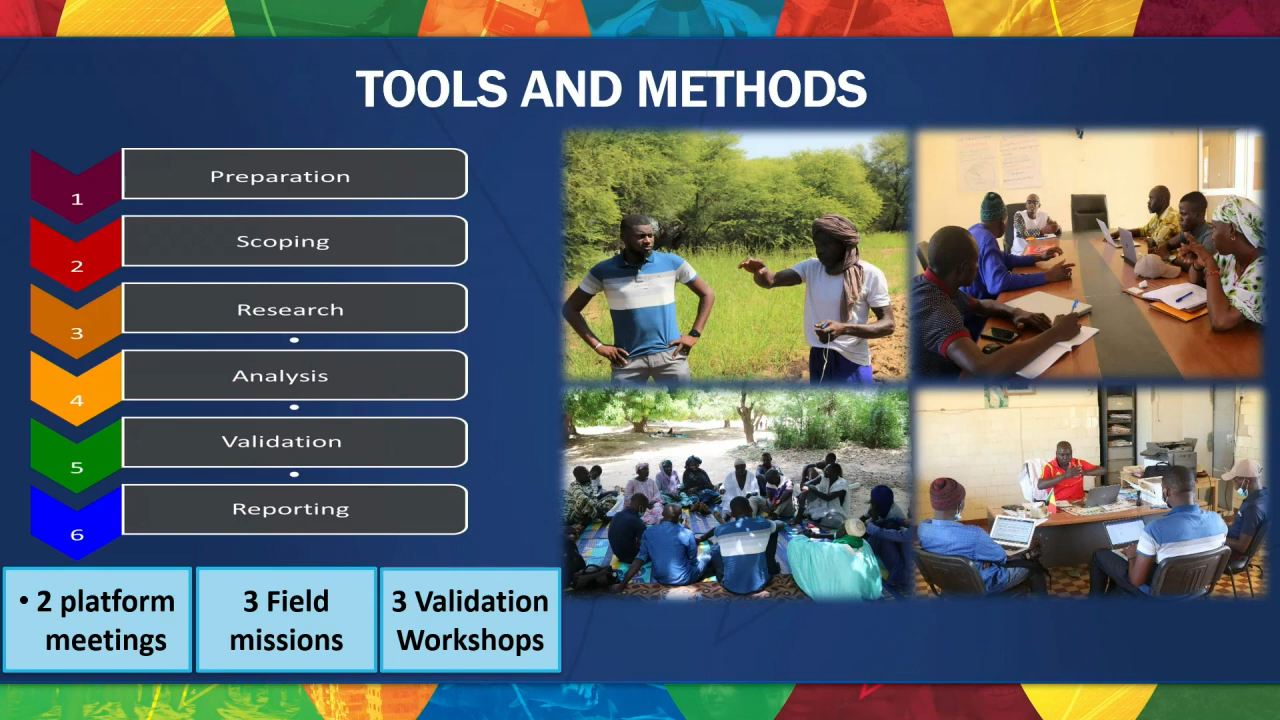 TOOLS AND METHODS
1
Preparation
2
Scoping
3
Research
4
Analysis
5
Validation
6
Reporting
• 2 platform
meetings
3 Field
missions
3 Validation
Workshops